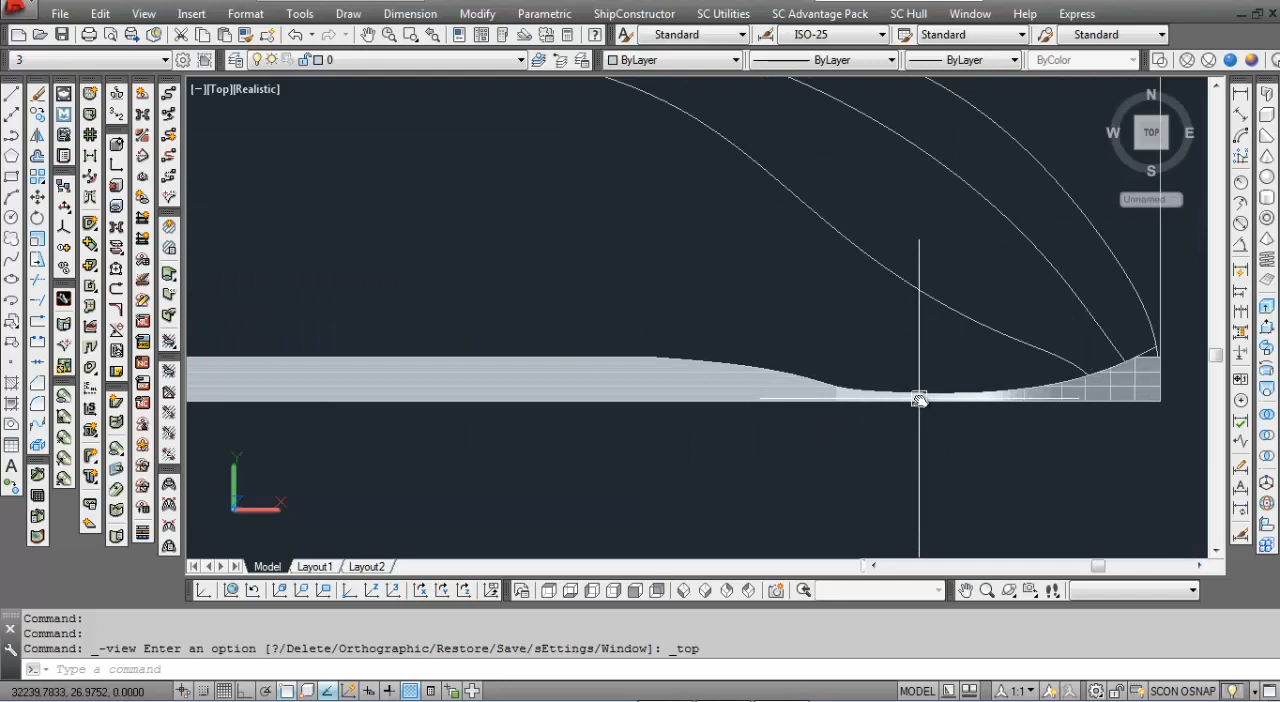 File Edit View Insert Format Tools Draw Dimension Modify Parametric ShipConstructor SC Utilities SC Advantage Pack SC Hull Window Help Express
Standard ISO-25 Standard Standard
3 0 ByLayer ByLayer ByLayer ByColor
[−][Top][Realistic]
N
W TOP E
S
Unnamed
Y
X
Model Layout1 Layout2
Command:
Command:
Command: _-view Enter an option [?/Delete/Orthographic/Restore/Save/sEttings/Window]: _top
Type a command
32239.7833, 26.9752, 0.0000 MODEL 1:1 SCON OSNAP